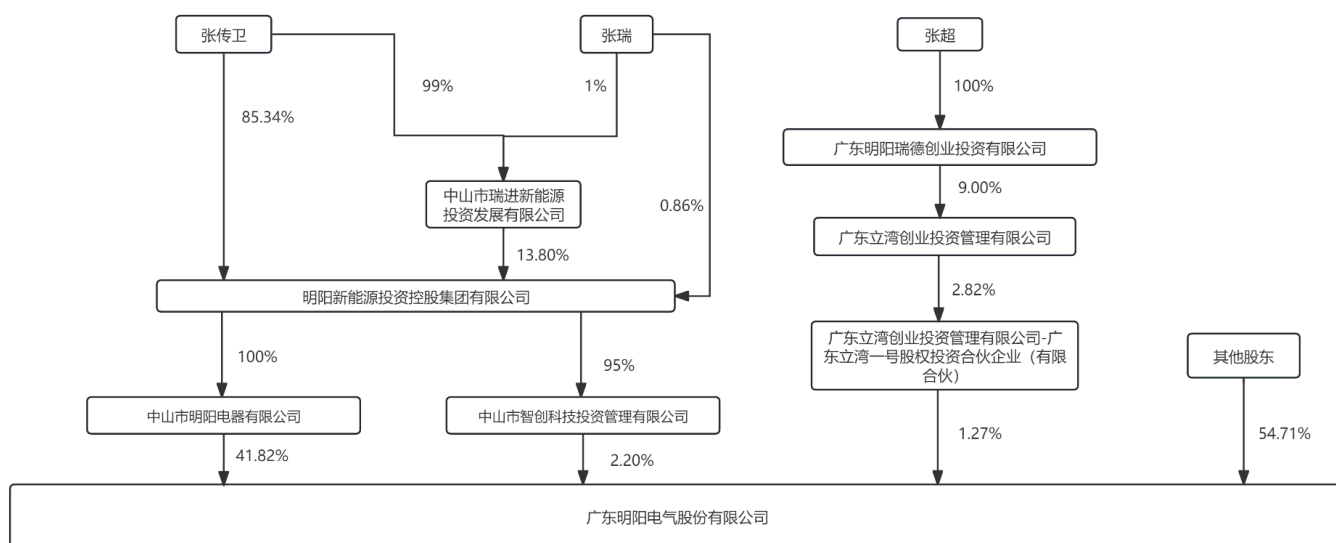 张传卫
张瑞
张超
99%
1%
100%
85.34%
广东明阳瑞德创业投资有限公司
9.00%
中山市瑞进新能源
投资发展有限公司
0.86%
广东立湾创业投资管理有限公司
13.80%
2.82%
明阳新能源投资控股集团有限公司
广东立湾创业投资管理有限公司-广
东立湾一号股权投资合伙企业（有限
合伙）
其他股东
100%
95%
中山市明阳电器有限公司
中山市智创科技投资管理有限公司
41.82%
2.20%
1.27%
54.71%
广东明阳电气股份有限公司